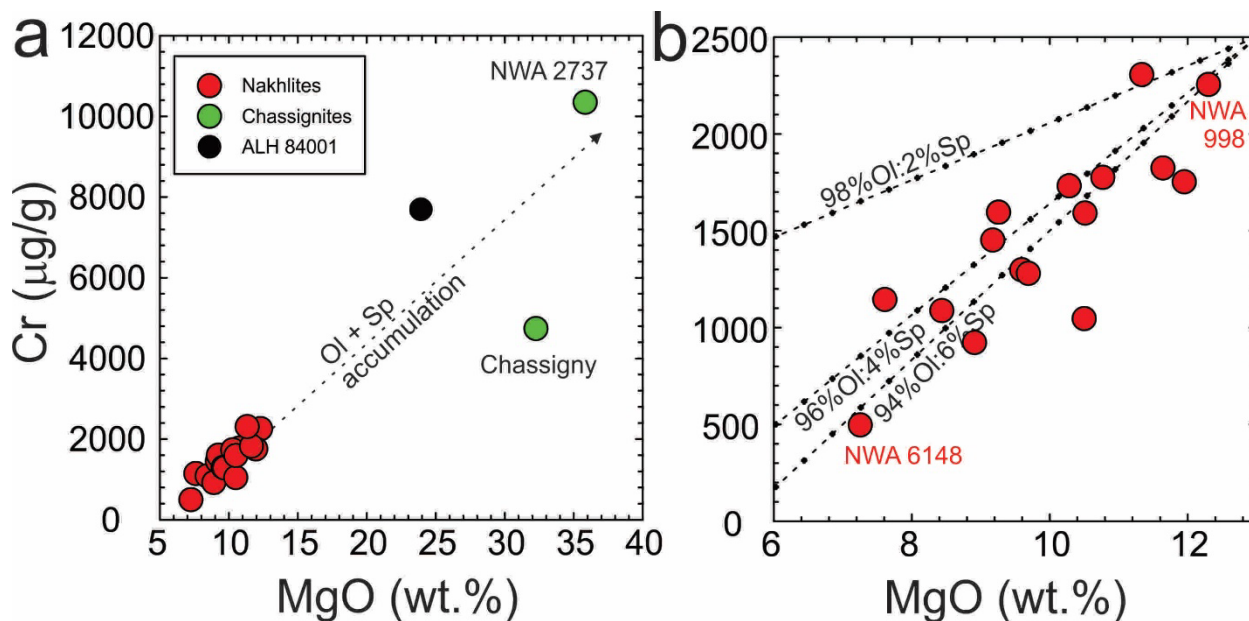 a
12000
10000
8000
6000
4000
2000
0
Cr (µg/g)
Nakhlites
Chassignites
ALH 84001
NWA 2737
Ol + Sp
accumulation
Chassigny
5 10 15 20 25 30 35 40
MgO (wt.%)
b
2500
2000
1500
1000
500
0
98%Ol:2%Sp
96%Ol:4%Sp
94%Ol:6%Sp
NWA
998
NWA 6148
6 8 10 12
MgO (wt.%)